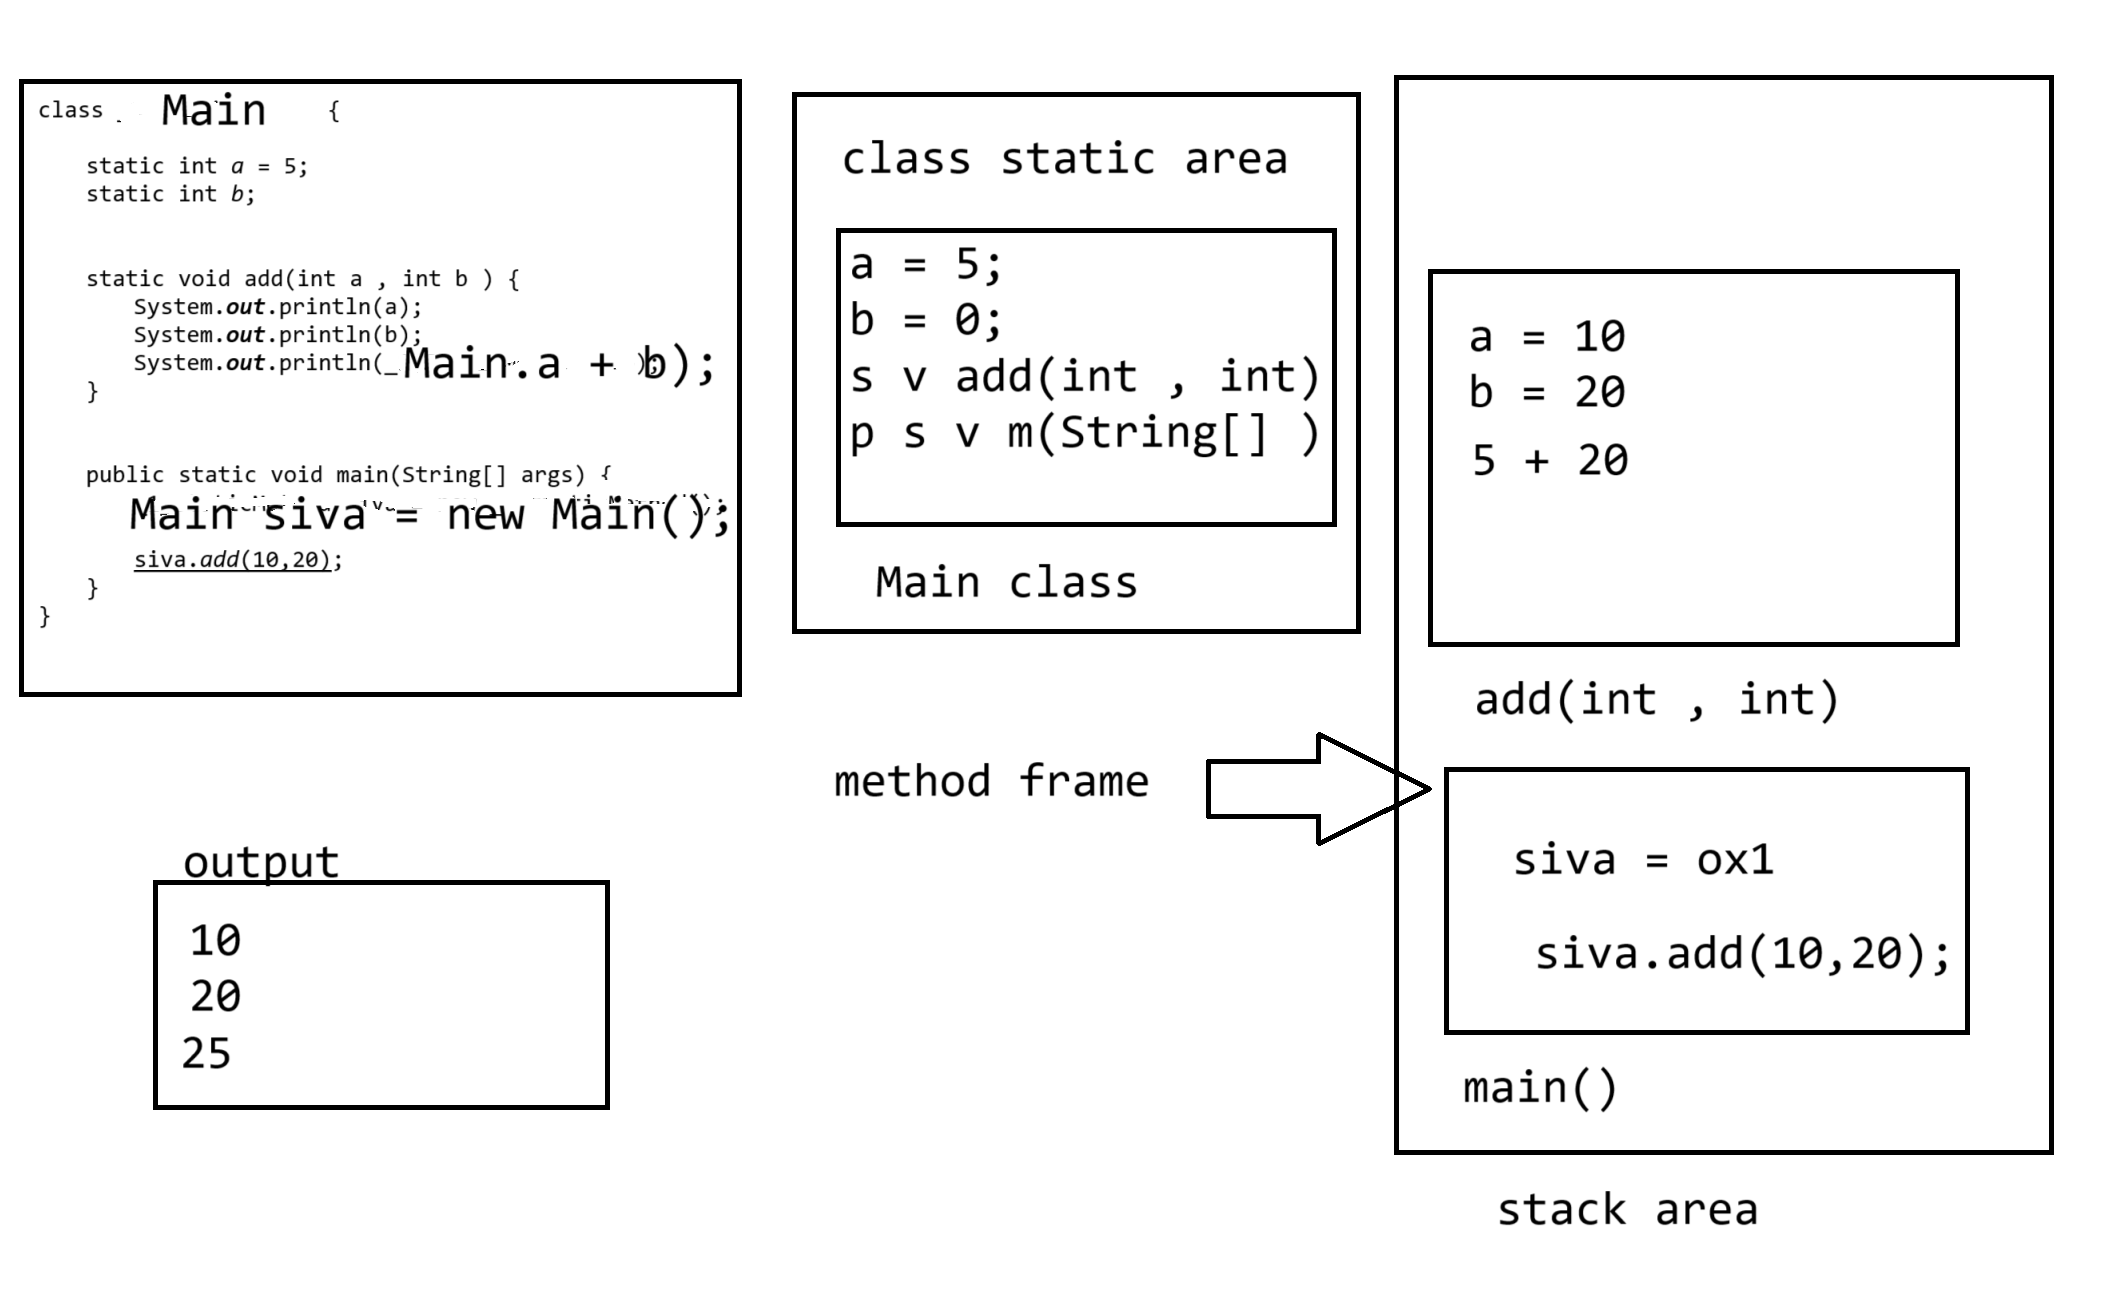 class Main {
static int a = 5;
static int b;
static void add(int a , int b ) {
System.out.println(a);
System.out.println(b);
System.out.println(_Main.a + b);
}
public static void main(String[] args) {
Main siva = new Main();
siva.add(10,20);
}
}
output
10
20
25
class static area
a = 5;
b = 0;
s v add(int , int)
p s v m(String[] )
Main class
method frame
a = 10
b = 20
5 + 20
add(int , int)
siva = ox1
siva.add(10,20);
main()
stack area